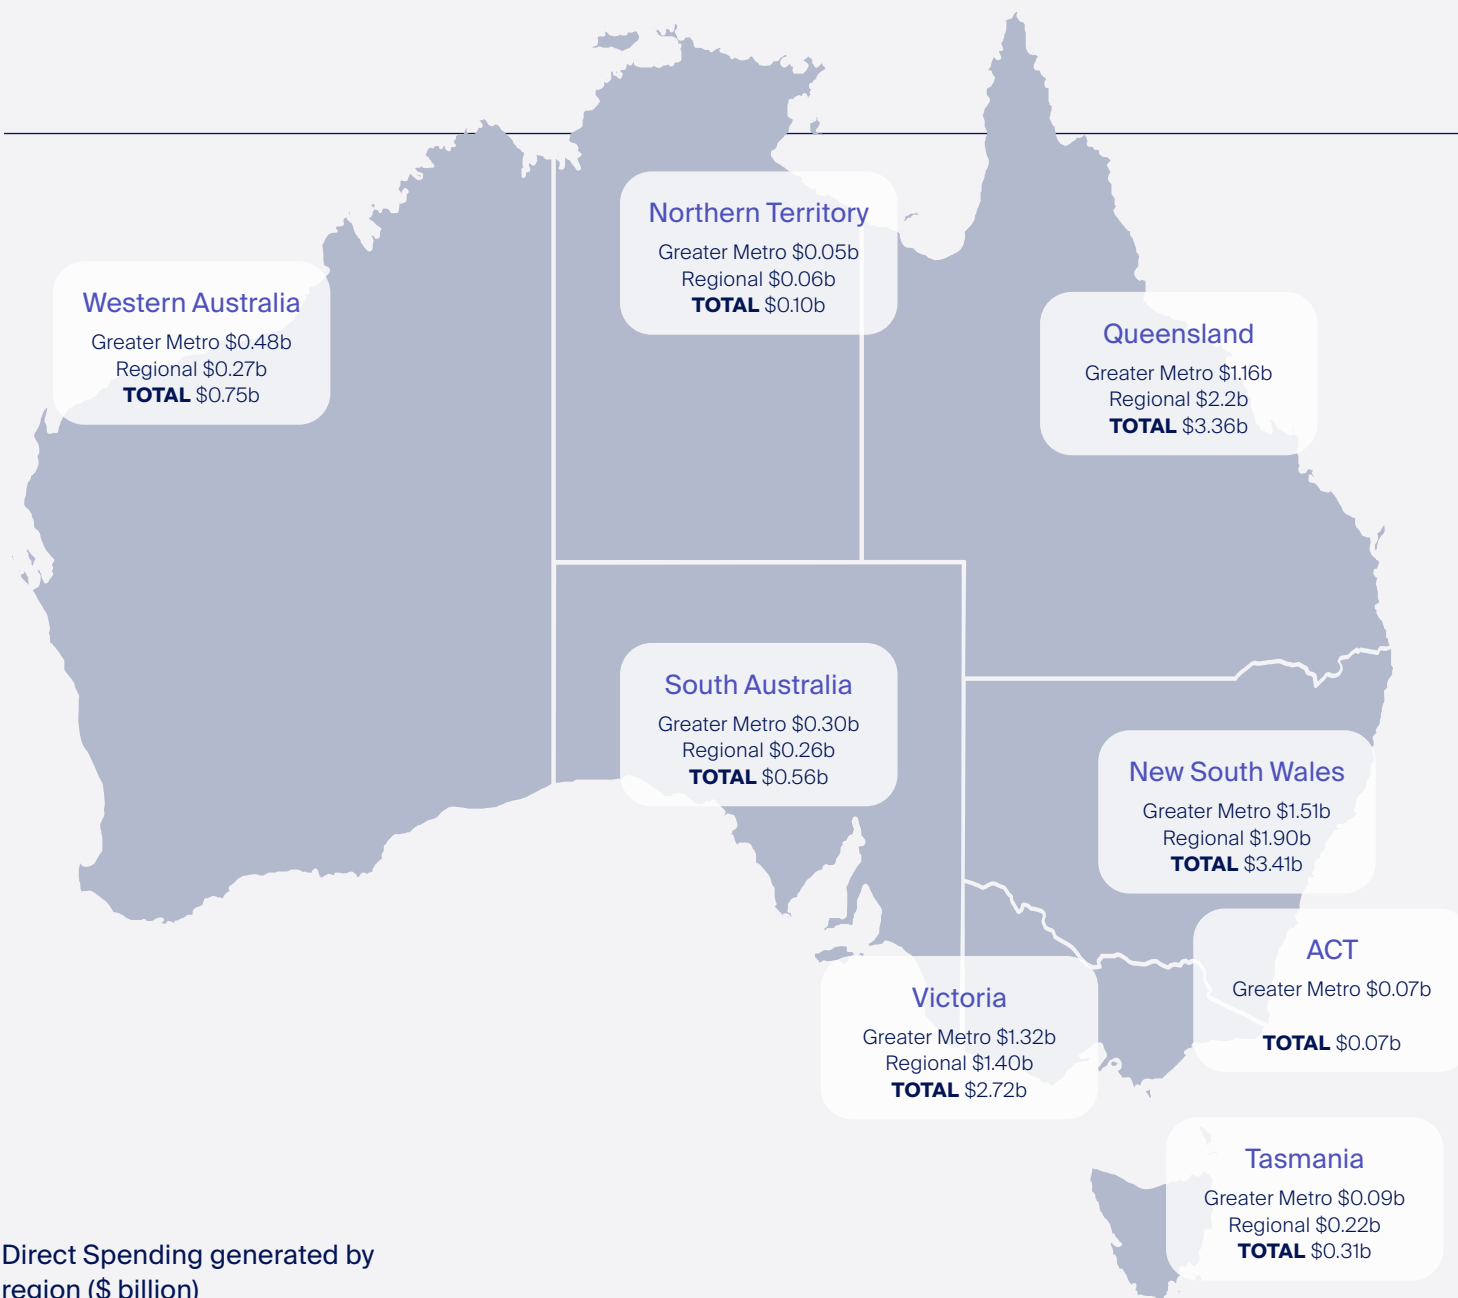 Northern Territory
Greater Metro $0.05b
Regional $0.06b
TOTAL $0.10b
Western Australia
Greater Metro $0.48b
Regional $0.27b
TOTAL $0.75b
Queensland
Greater Metro $1.16b
Regional $2.2b
TOTAL $3.36b
South Australia
Greater Metro $0.30b
Regional $0.26b
TOTAL $0.56b
New South Wales
Greater Metro $1.51b
Regional $1.90b
TOTAL $3.41b
ACT
Greater Metro $0.07b
TOTAL $0.07b
Victoria
Greater Metro $1.32b
Regional $1.40b
TOTAL $2.72b
Tasmania
Greater Metro $0.09b
Regional $0.22b
TOTAL $0.31b
Direct Spending generated by
region ($ billion)